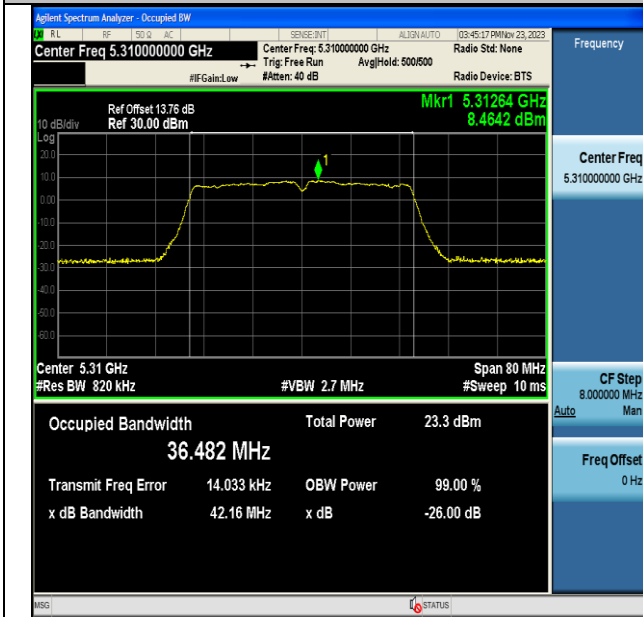 Agilent Spectrum Analyzer - Occupied BW
RL RF 50 Ω AC SENSE:INT ALIGN AUTO 03:45:17 PM Nov 23, 2023
Center Freq 5.310000000 GHz
Center Freq: 5.310000000 GHz
Radio Std: None
Trig: Free Run Avg|Hold: 500/500
#IFGain:Low
#Atten: 40 dB
Radio Device: BTS
Frequency
Ref Offset 13.76 dB
Mkr1 5.31264 GHz
10 dB/div Ref 30.00 dBm
8.4642 dBm
Log
20.0
10.0
0.00
-10.0
-20.0
-30.0
-40.0
-50.0
-60.0
1
Center 5.31 GHz
Span 80 MHz
#Res BW 820 kHz
#VBW 2.7 MHz
#Sweep 10 ms
Occupied Bandwidth
Total Power 23.3 dBm
36.482 MHz
Transmit Freq Error 14.033 kHz
OBW Power 99.00 %
x dB Bandwidth 42.16 MHz
x dB -26.00 dB
Center Freq
5.310000000 GHz
CF Step
8.000000 MHz
Auto Man
Freq Offset
0 Hz
MSG
STATUS